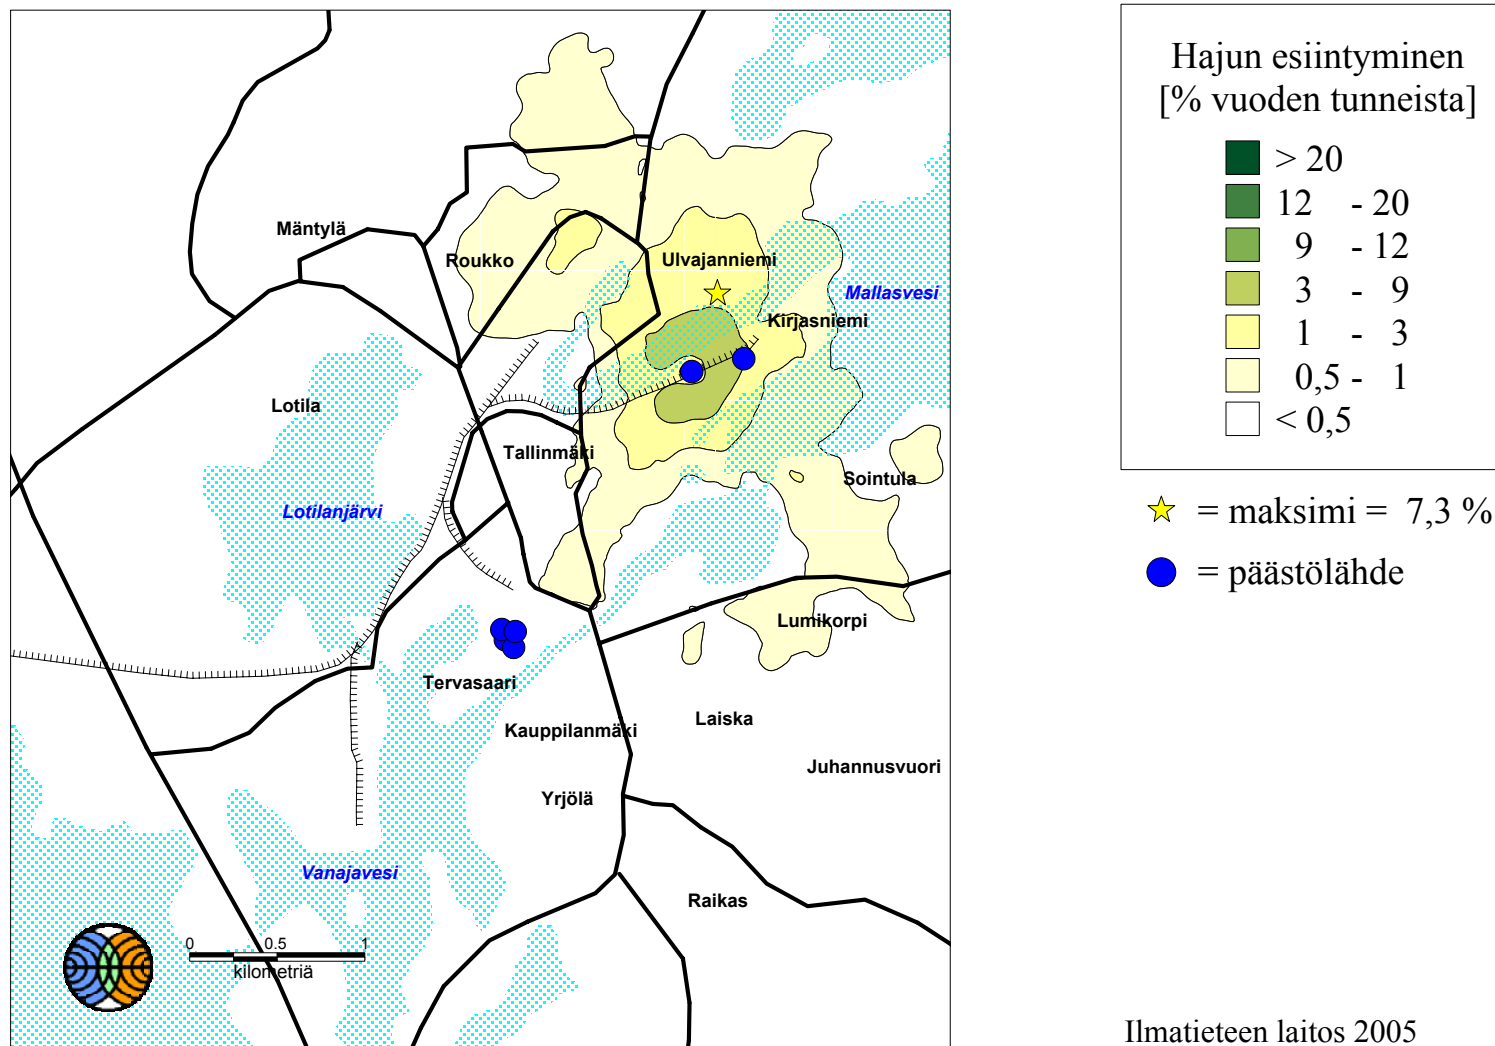 Mäntylä
Roukko
Ulvajanniemi
Mallasvesi
Kirjasniemi
Lotila
Tallinmäki
Sointula
Lotilanjärvi
Lumikorpi
Tervasaari
Laiska
Kauppilanmäki
Juhannusvuori
Yrjölä
Vanajavesi
Raikas
0 0.5 1
kilometriä
Hajun esiintyminen
[% vuoden tunneista]
> 20
12 - 20
9 - 12
3 - 9
1 - 3
0,5 - 1
< 0,5
= maksimi = 7,3 %
= päästölähde
Ilmatieteen laitos 2005